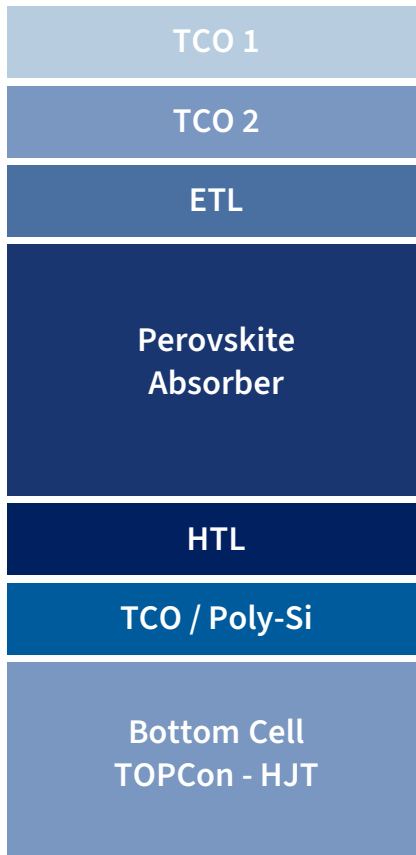 TCO 1
TCO 2
ETL
Perovskite
Absorber
HTL
TCO / Poly-Si
Bottom Cell
TOPCon - HJT